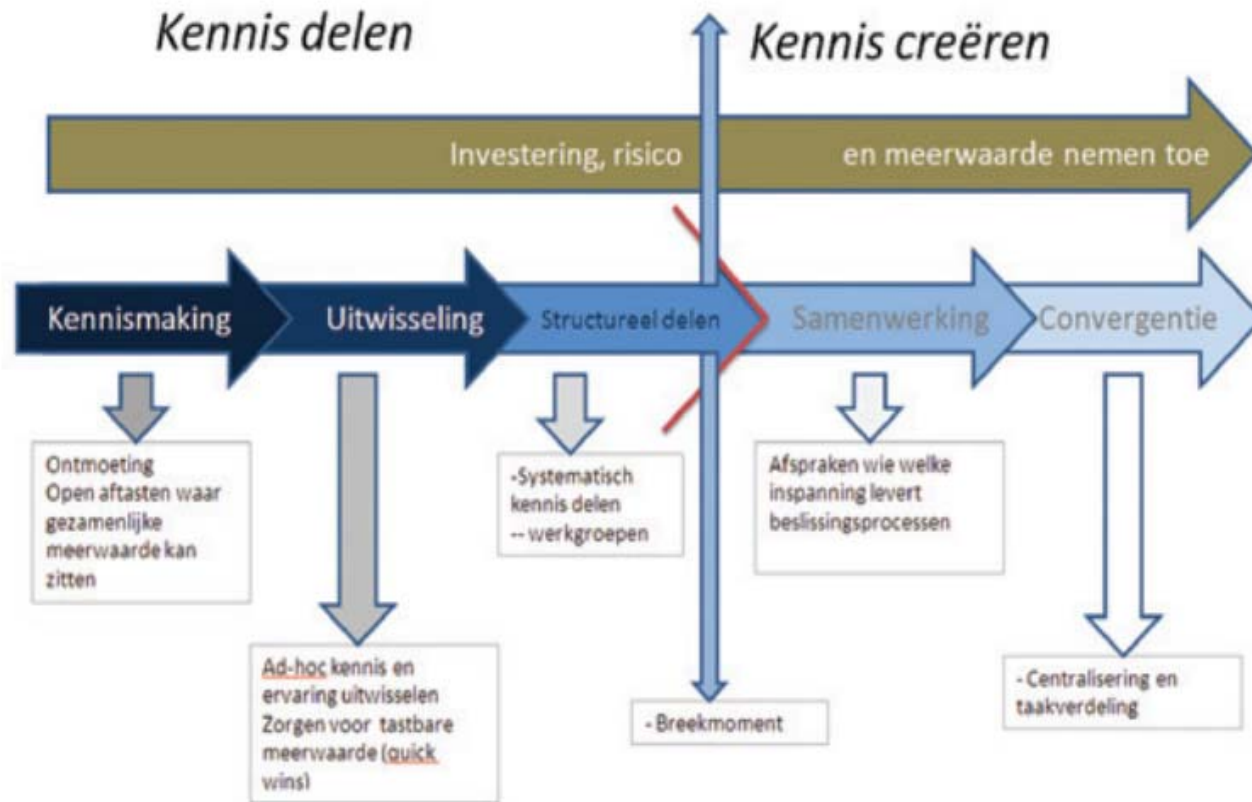 Kennis delen
Kennis creëren
Investering, risico
en meerwaarde nemen toe
Kennismaking
Uitwisseling
Structureel delen
Samenwerking
Convergentie
Ontmoeting
Open aftasten waar
gezamenlijke
meerwaarde kan
zitten
-Systematisch
kennis delen
-- werkgroepen
Afspraken wie welke
inspanning levert
beslissingsprocessen
Ad-hoc kennis en
ervaring uitwisselen
Zorgen voor tastbare
meerwaarde (quick
wins)
- Breekmoment
- Centralisering en
taakverdeling